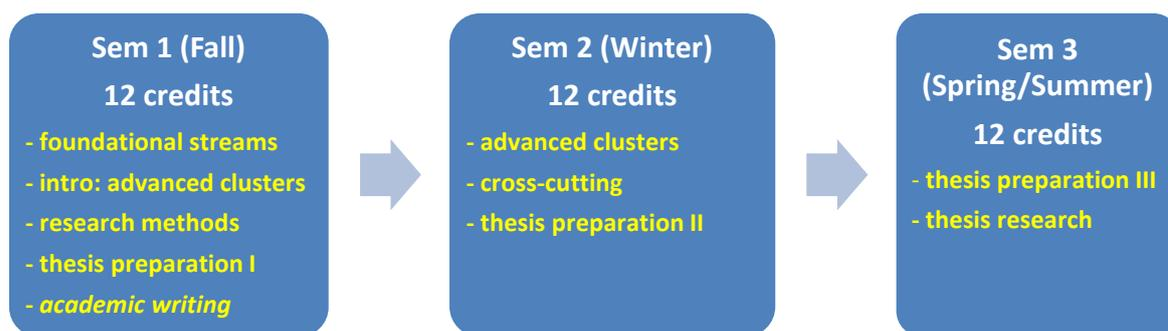 Sem 1 (Fall)
12 credits
- foundational streams
- intro: advanced clusters
- research methods
- thesis preparation I
- academic writing
Sem 2 (Winter)
12 credits
- advanced clusters
- cross-cutting
- thesis preparation II
Sem 3
(Spring/Summer)
12 credits
- thesis preparation III
- thesis research